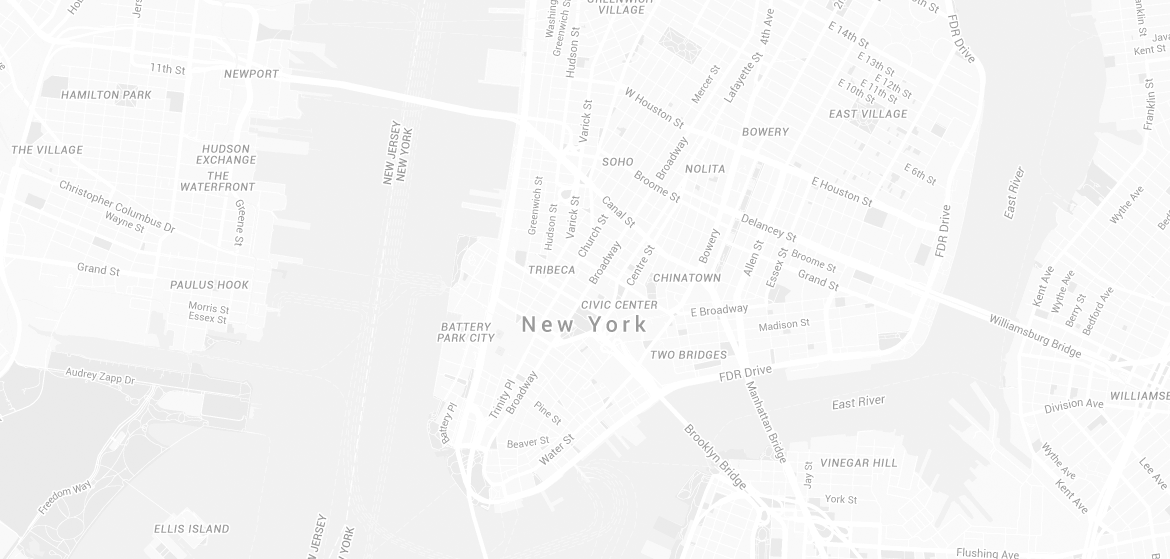 GREENWICH
VILLAGE
Greenwich St
Hudson St
4th Ave
E 14th St
E 13th St
E 12th St
E 11th St
E 10th St
FDR Drive
Kent St
Franklin St
11th St
NEWPORT
HAMILTON PARK
Mercer St
Lafayette St
W Houston St
EAST VILLAGE
BOWERY
Varick St
NEW JERSEY
NEW YORK
THE VILLAGE
HUDSON
EXCHANGE
THE
WATERFRONT
SOHO
Broadway
NOLITA
E 6th St
East River
Christopher Columbus Dr
Wayne St
Greene St
Greenwich St
Hudson St
Varick St
Church St
Canal St
Broome St
E Houston St
Wythe Ave
FDR Drive
Delancey St
Bowery
Allen St
Essex St
Broome St
Grand St
Grand St
TRIBECA
Broadway
Centre St
CHINATOWN
PAULUS HOOK
Morris St
Essex St
CIVIC CENTER
E Broadway
Madison St
Kent Ave
Wythe Ave
Berry St
Bedford Ave
BATTERY
PARK CITY
New York
Williamsburg Bridge
TWO BRIDGES
FDR Drive
Audrey Zapp Dr
Trinity Pl
Broadway
Pine St
Battery Pl
Beaver St
Water St
Manhattan Bridge
East River
Division Ave
WILLIAMSB
Brooklyn Bridge
VINEGAR HILL
Jay St
York St
Wythe Ave
Kent Ave
Lee Ave
Freedom Way
ELLIS ISLAND
NEW JERSEY
YORK
Flushing Ave